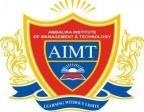 AMBALIKA INSTITUTE
OF MANAGEMENT & TECHNOLOGY
AIMT
LEARNING WITHOUT LIMITS